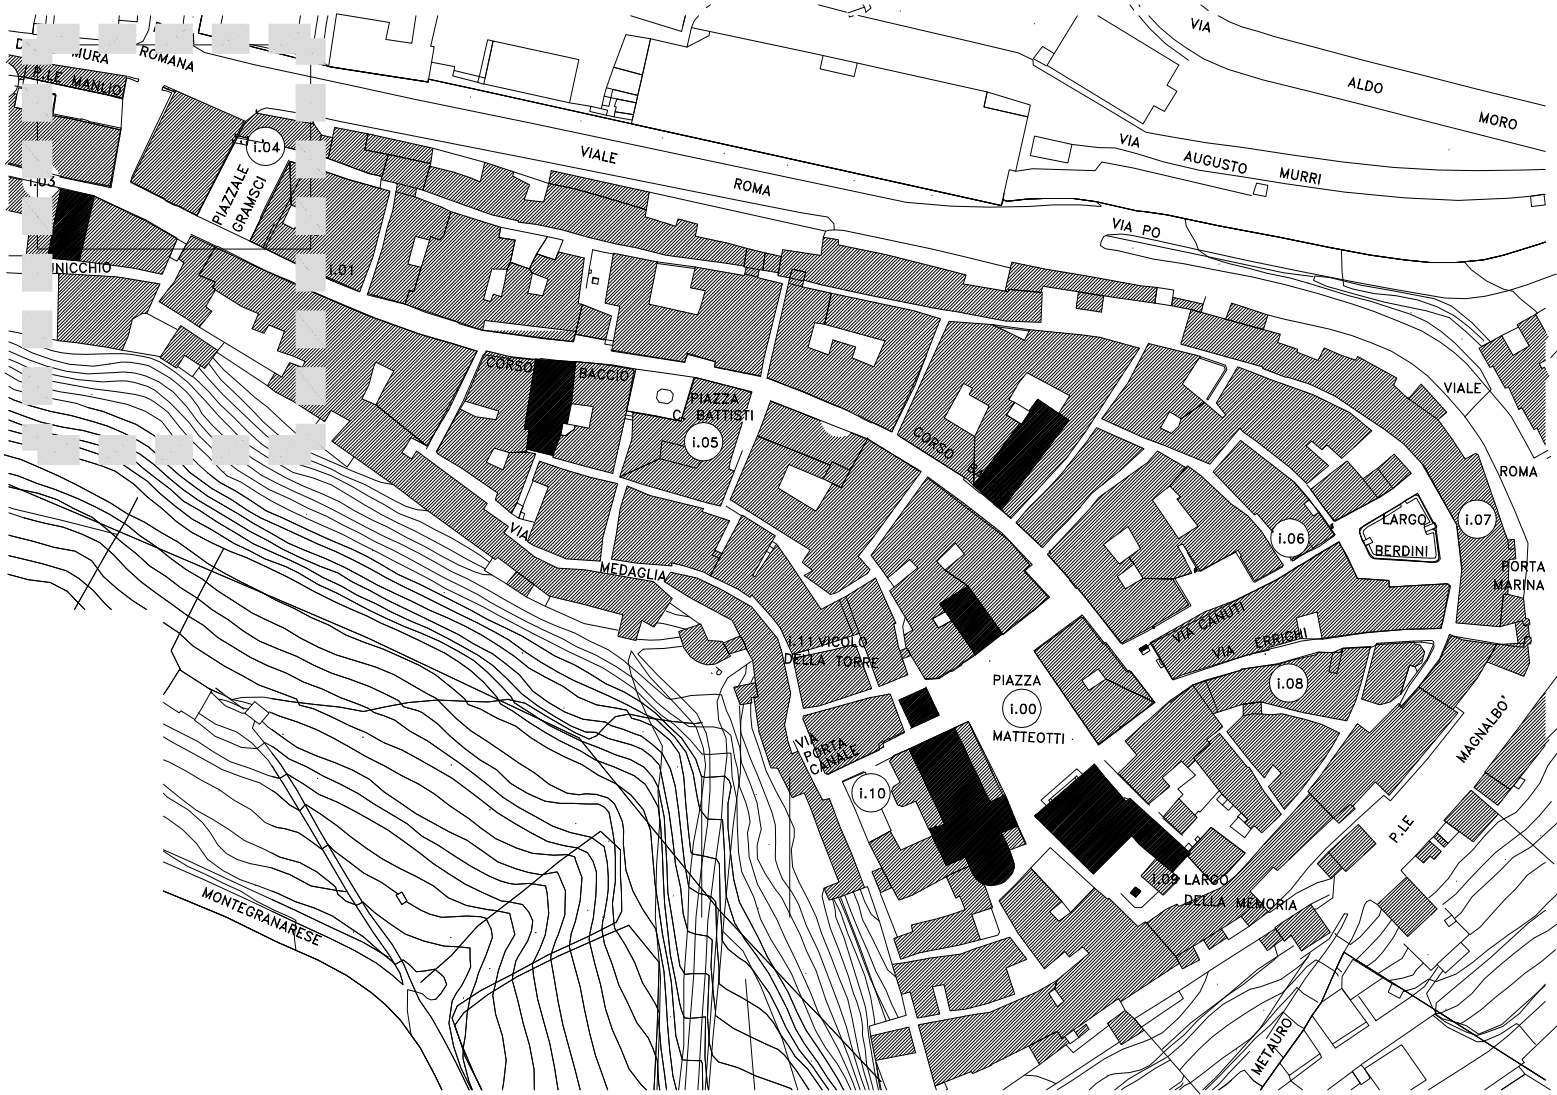 VIA
ALDO
MORO
MURA
ROMANA
P.LE MANLIO
i.03
i.04
PIAZZALE
GRAMSCI
VIALE
ROMA
VIA
AUGUSTO
MURRI
VIA PO
i.01
CORSO
BACCIO
PIAZZA
C. BATTISTI
i.05
CORSO
VIALE
ROMA
i.07
LARGO
BERDINI
i.06
PORTA
MARINA
VIA
MEDAGLIA
i.11 VICOLO
DELLA TORRE
VIA CANUTI
VIA
ERRIGHI
i.08
PIAZZA
i.00
MATTEOTTI
VIA
PORTA
CANALE
i.10
P.LE
MAGNALBO'
i.09 LARGO
DELLA MEMORIA
MONTEGRANARESE
METAURO